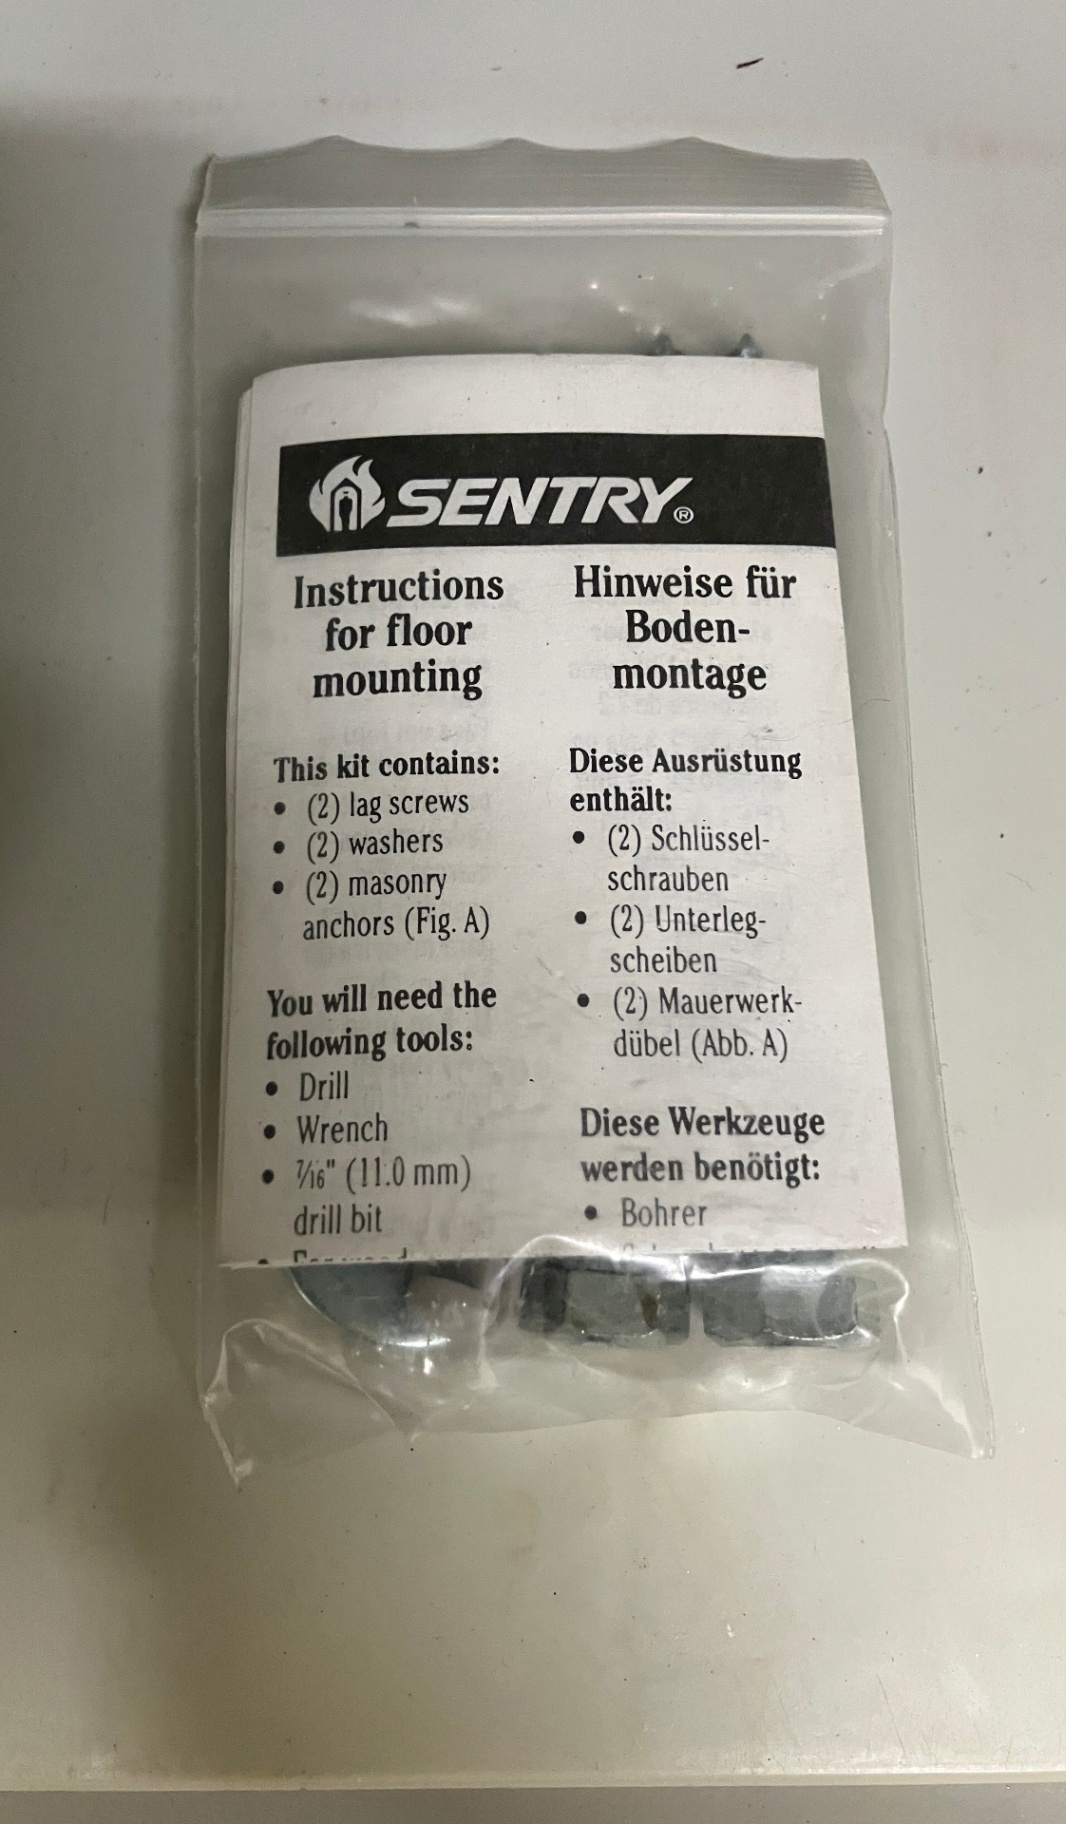 SENTRY®
Instructions
for floor
mounting
This kit contains:
• (2) lag screws
• (2) washers
• (2) masonry
anchors (Fig. A)
You will need the
following tools:
• Drill
• Wrench
• 7/16" (11.0 mm)
drill bit
Hinweise für
Boden-
montage
Diese Ausrüstung
enthält:
• (2) Schlüssel-
schrauben
• (2) Unterleg-
scheiben
• (2) Mauerwerk-
dübel (Abb. A)
Diese Werkzeuge
werden benötigt:
• Bohrer